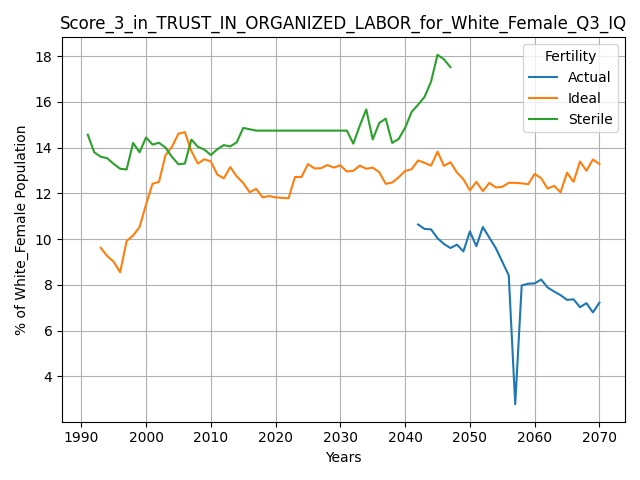 Score_3_in_TRUST_IN_ORGANIZED_LABOR_for_White_Female_Q3_IQ
Fertility
Actual
Ideal
Sterile
% of White_Female Population
18
16
14
12
10
8
6
4
1990 2000 2010 2020 2030 2040 2050 2060 2070
Years